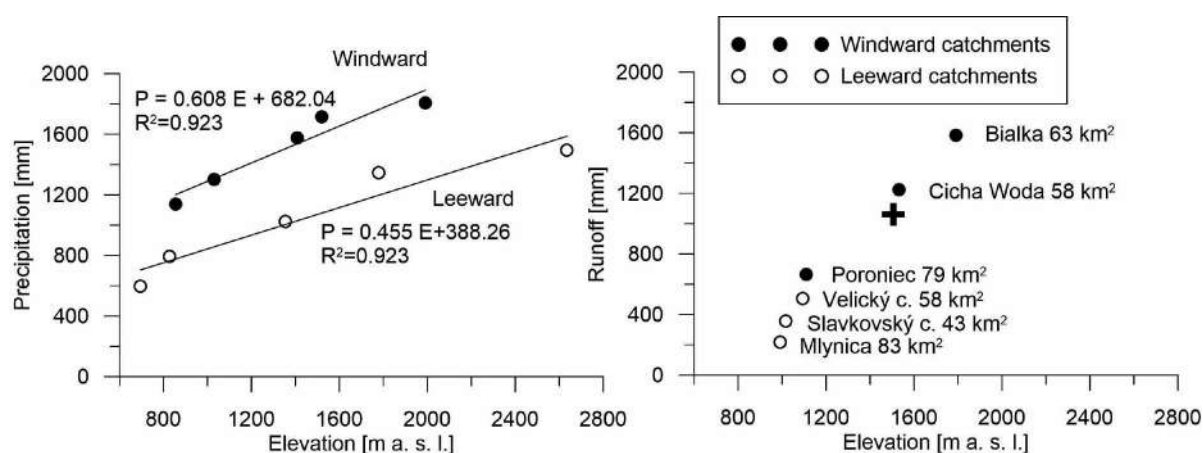 Windward
P = 0.608 E + 682.04
R²=0.923
Leeward
P = 0.455 E+388.26
R²=0.923
Precipitation [mm]
2000
1600
1200
800
400
0
800 1200 1600 2000 2400 2800
Elevation [m a. s. l.]
Windward catchments
Leeward catchments
Runoff [mm]
2000
1600
1200
800
400
0
Bialka 63 km²
Cicha Woda 58 km²
Poroniec 79 km²
Velický c. 58 km²
Slavkovský c. 43 km²
Mlynica 83 km²
800 1200 1600 2000 2400 2800
Elevation [m a. s. l.]